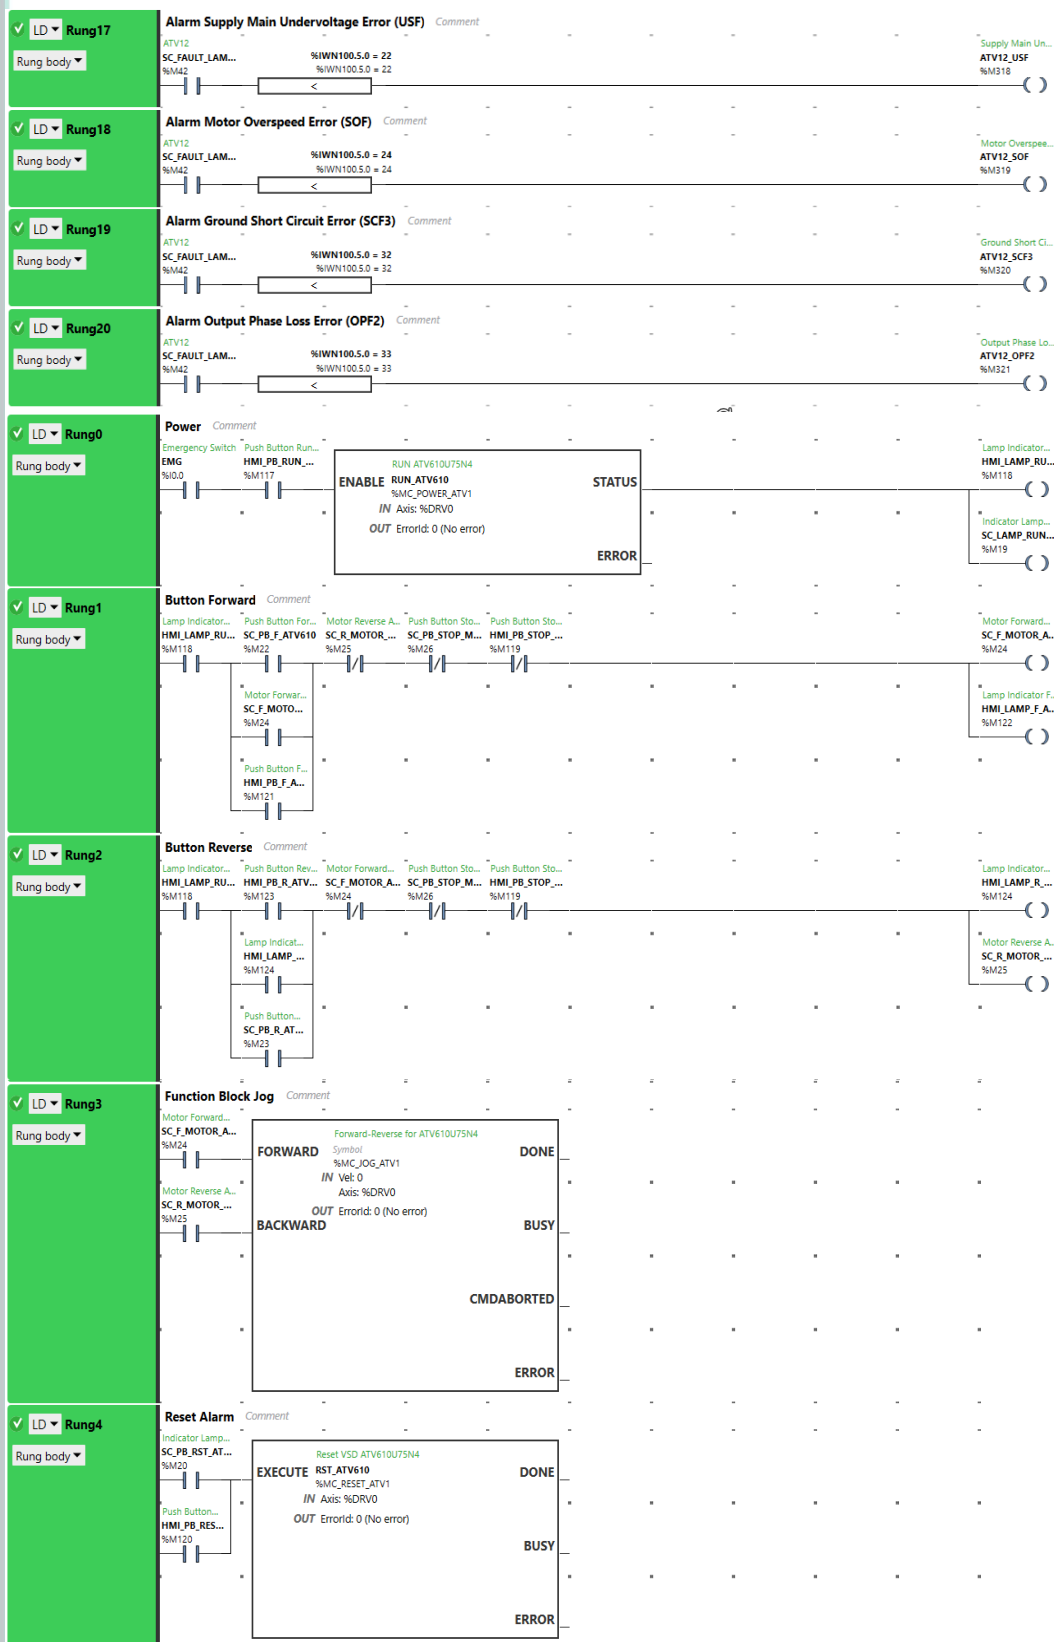 LD Rung17
Rung body
Alarm Supply Main Undervoltage Error (USF) Comment
ATV12
SC_FAULT_LAM...
%M42
%IWN100.5.0 = 22
%IWN100.5.0 = 22
<
Supply Main Un...
ATV12_USF
%M318
LD Rung18
Rung body
Alarm Motor Overspeed Error (SOF) Comment
ATV12
SC_FAULT_LAM...
%M42
%IWN100.5.0 = 24
%IWN100.5.0 = 24
<
Motor Overspee...
ATV12_SOF
%M319
LD Rung19
Rung body
Alarm Ground Short Circuit Error (SCF3) Comment
ATV12
SC_FAULT_LAM...
%M42
%IWN100.5.0 = 32
%IWN100.5.0 = 32
<
Ground Short Ci...
ATV12_SCF3
%M320
LD Rung20
Rung body
Alarm Output Phase Loss Error (OPF2) Comment
ATV12
SC_FAULT_LAM...
%M42
%IWN100.5.0 = 33
%IWN100.5.0 = 33
<
Output Phase Lo...
ATV12_OPF2
%M321
LD Rung0
Rung body
Power Comment
Emergency Switch
EMG
%I0.0
Push Button Run...
HMI_PB_RUN_...
%M117
RUN ATV610U75N4
ENABLE RUN_ATV610 STATUS
%MC_POWER_ATV1
IN Axis: %DRV0
OUT ErrorId: 0 (No error)
ERROR
Lamp Indicator...
HMI_LAMP_RU...
%M118
Indicator Lamp...
SC_LAMP_RUN...
%M19
LD Rung1
Rung body
Button Forward Comment
Lamp Indicator...
HMI_LAMP_RU...
%M118
Push Button For...
SC_PB_F_ATV610
%M22
Motor Reverse A...
SC_R_MOTOR_...
%M25
Push Button Sto...
SC_PB_STOP_M...
%M26
Push Button Sto...
HMI_PB_STOP_...
%M119
Motor Forward...
SC_F_MOTOR_A...
%M24
Motor Forwar...
SC_F_MOTO...
%M24
Lamp Indicator F...
HMI_LAMP_F_A...
%M122
Push Button F...
HMI_PB_F_A...
%M121
LD Rung2
Rung body
Button Reverse Comment
Lamp Indicator...
HMI_LAMP_RU...
%M118
Push Button Rev...
HMI_PB_R_ATV...
%M123
Motor Forward...
SC_F_MOTOR_A...
%M24
Push Button Sto...
SC_PB_STOP_M...
%M26
Push Button Sto...
HMI_PB_STOP_...
%M119
Lamp Indicator...
HMI_LAMP_R_...
%M124
Lamp Indicat...
HMI_LAMP_...
%M124
Motor Reverse A...
SC_R_MOTOR_...
%M25
Push Button...
SC_PB_R_AT...
%M23
LD Rung3
Rung body
Function Block Jog Comment
Motor Forward...
SC_F_MOTOR_A...
%M24
Motor Reverse A...
SC_R_MOTOR_...
%M25
Forward-Reverse for ATV610U75N4
FORWARD Symbol DONE
%MC_JOG_ATV1
IN Vel: 0
Axis: %DRV0
OUT ErrorId: 0 (No error)
BACKWARD BUSY
CMDABORTED
ERROR
LD Rung4
Rung body
Reset Alarm Comment
Indicator Lamp...
SC_PB_RST_AT...
%M20
Push Button...
HMI_PB_RES...
%M120
Reset VSD ATV610U75N4
EXECUTE RST_ATV610 DONE
%MC_RESET_ATV1
IN Axis: %DRV0
OUT ErrorId: 0 (No error)
BUSY
ERROR